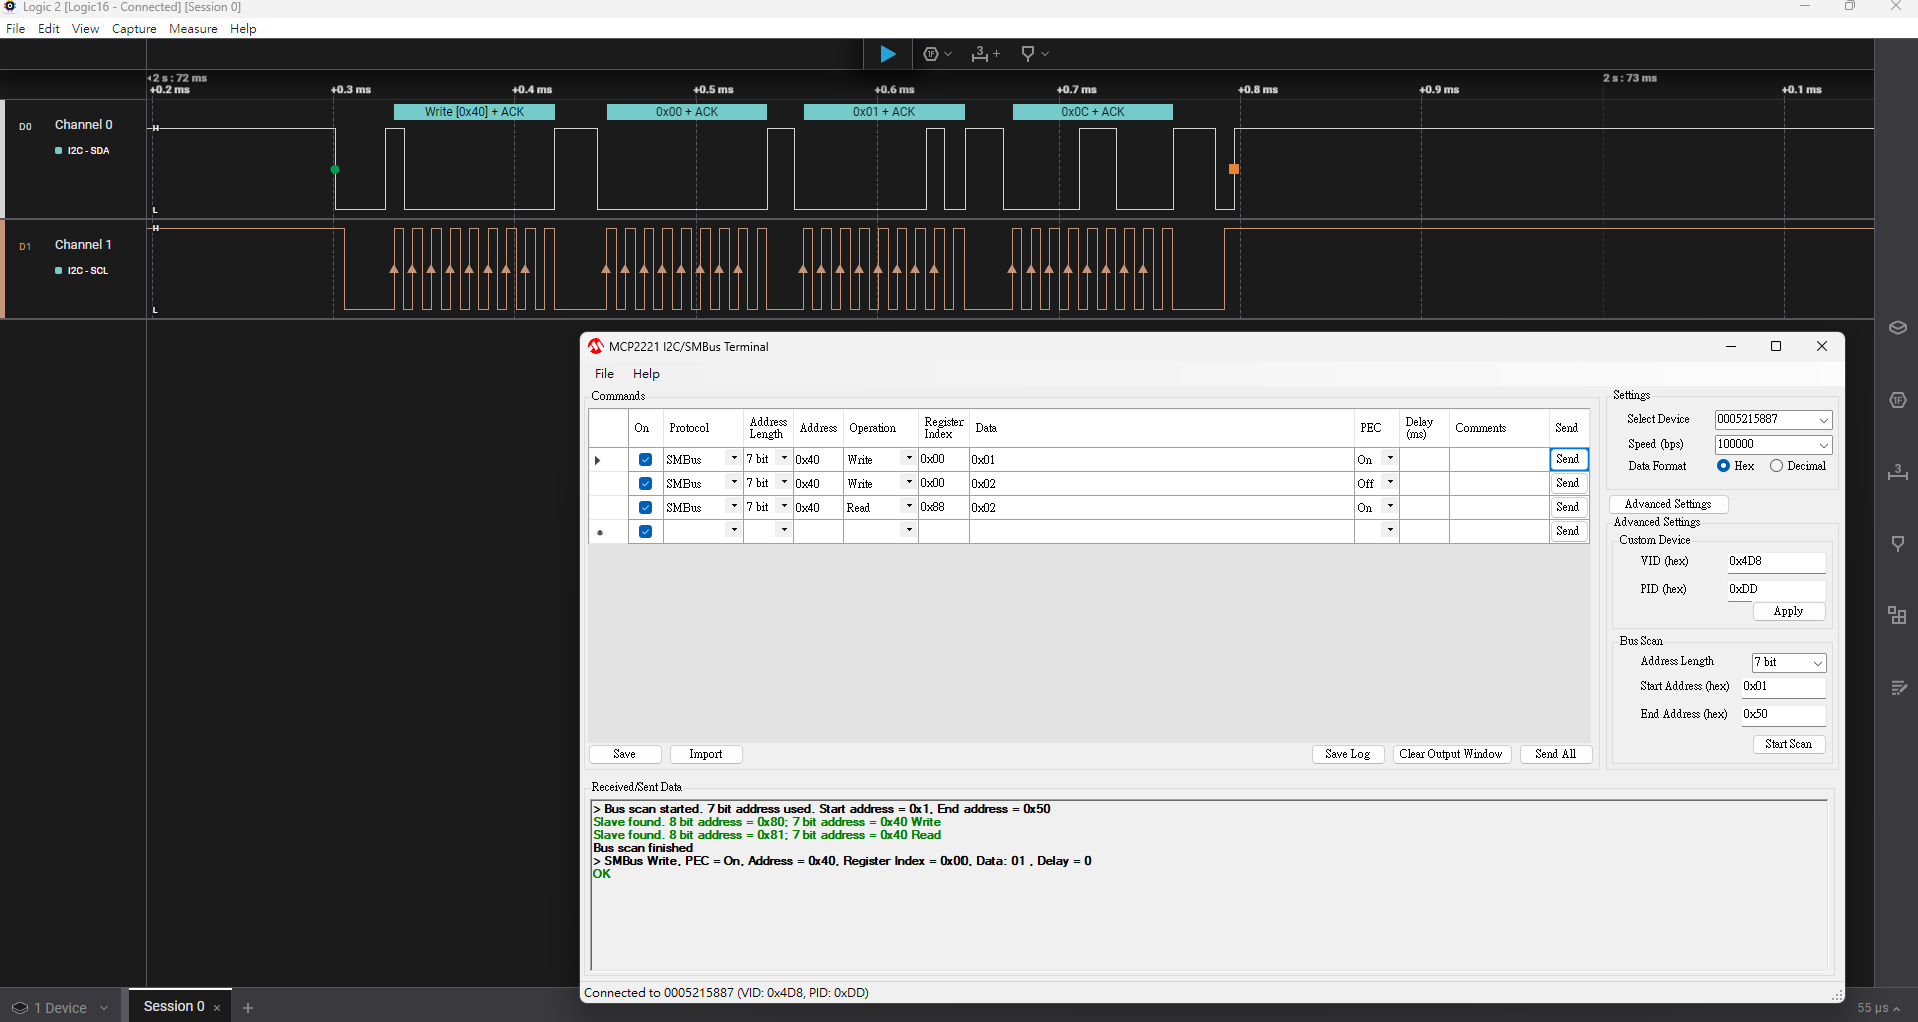 Logic 2 [Logic16 - Connected] [Session 0]
File Edit View Capture Measure Help
2 s : 72 ms 2 s : 73 ms
+0.2 ms +0.3 ms +0.4 ms +0.5 ms +0.6 ms +0.7 ms +0.8 ms +0.9 ms +0.1 ms
Write [0x40] + ACK 0x00 + ACK 0x01 + ACK 0x0C + ACK
D0 Channel 0 H
I2C - SDA
L
D1 Channel 1 H
I2C - SCL
L
MCP2221 I2C/SMBus Terminal
File Help
Commands
On Protocol Address Length Address Operation Register Index Data PEC Delay (ms) Comments Send
SMBus 7 bit 0x40 Write 0x00 0x01 On Send
SMBus 7 bit 0x40 Write 0x00 0x02 Off Send
SMBus 7 bit 0x40 Read 0x88 0x02 On Send
* Send
Save Import Save Log Clear Output Window Send All
Settings
Select Device 0005215887
Speed (bps) 100000
Data Format Hex Decimal
Advanced Settings
Advanced Settings
Custom Device
VID (hex) 0x4D8
PID (hex) 0xDD
Apply
Bus Scan
Address Length 7 bit
Start Address (hex) 0x01
End Address (hex) 0x50
Start Scan
Received/Sent Data
> Bus scan started. 7 bit address used. Start address = 0x1, End address = 0x50
Slave found. 8 bit address = 0x80; 7 bit address = 0x40 Write
Slave found. 8 bit address = 0x81; 7 bit address = 0x40 Read
Bus scan finished
> SMBus Write, PEC = On, Address = 0x40, Register Index = 0x00, Data: 01 , Delay = 0
OK
Connected to 0005215887 (VID: 0x4D8, PID: 0xDD)
1 Device Session 0 × + 55 µs